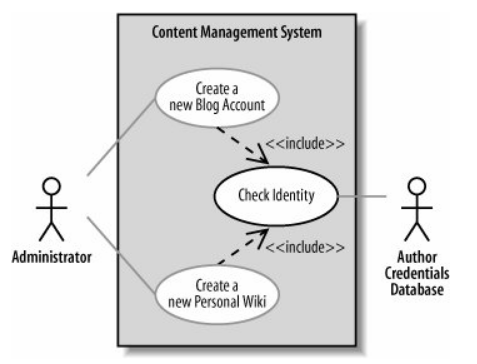 Content Management System
Create a
new Blog Account
<<include>>
Check Identity
<<include>>
Administrator
Author
Credentials
Database
Create a
new Personal Wiki